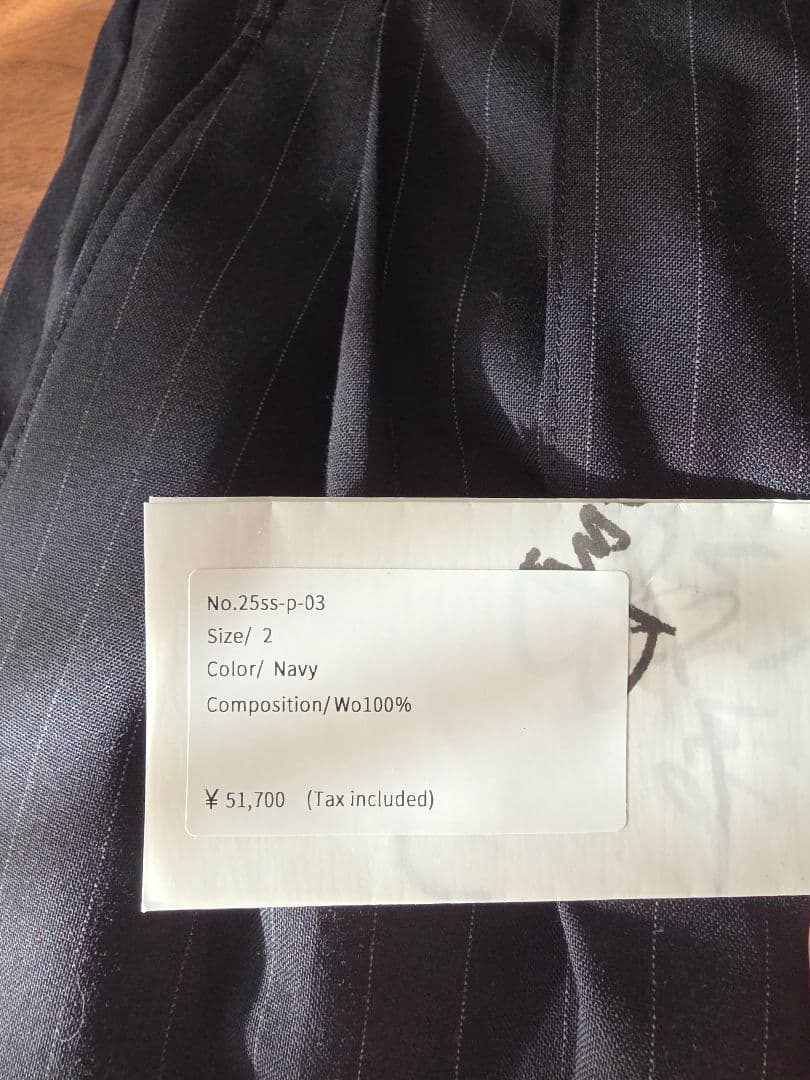 No.25ss-p-03
Size/ 2
Color/ Navy
Composition/Wo100%
¥ 51,700 (Tax included)